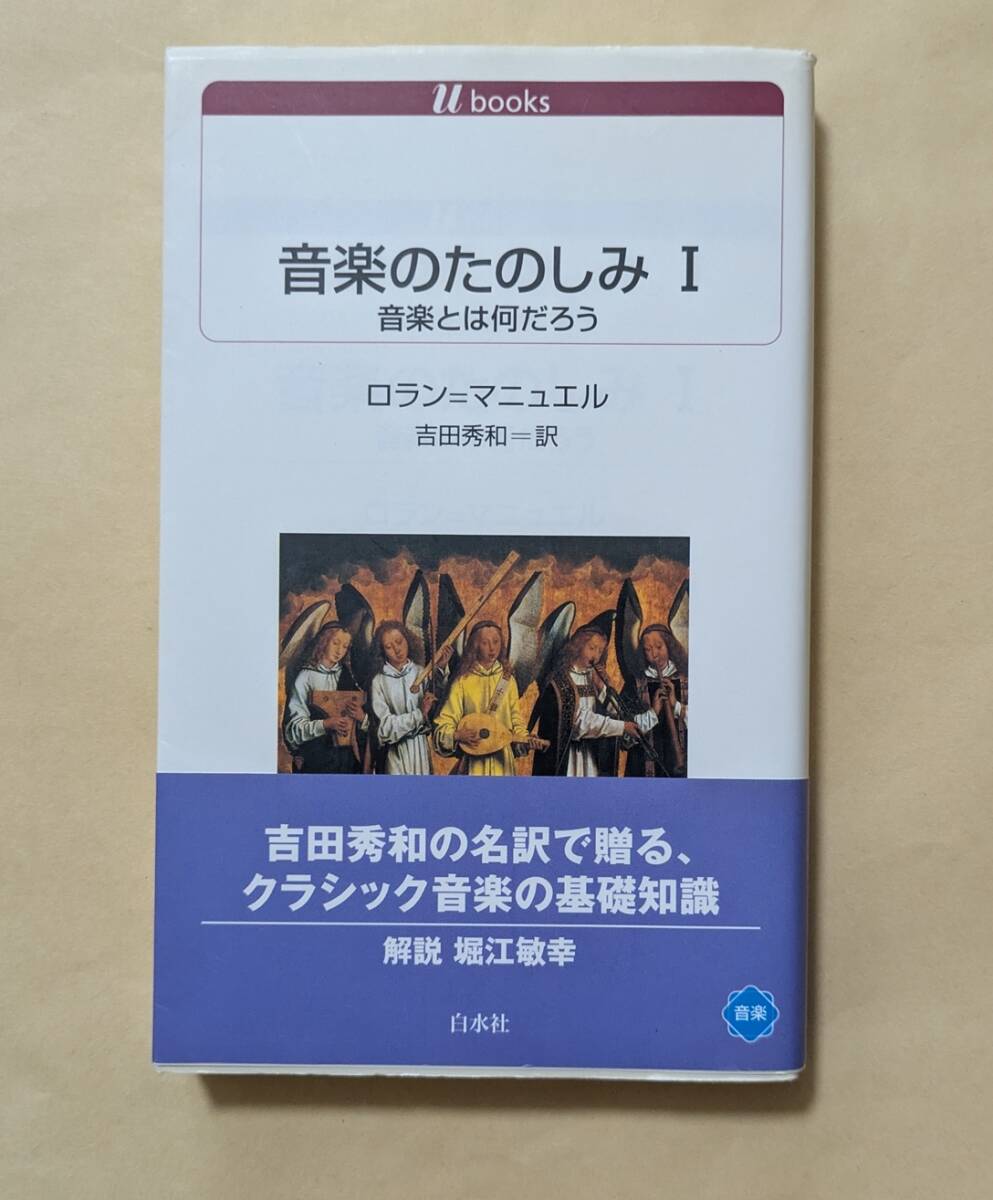 u books
音楽のたのしみ Ⅰ
音楽とは何だろう
ロラン=マニュエル
吉田秀和＝訳
吉田秀和の名訳で贈る、
クラシック音楽の基礎知識
解説 堀江敏幸
白水社
音楽